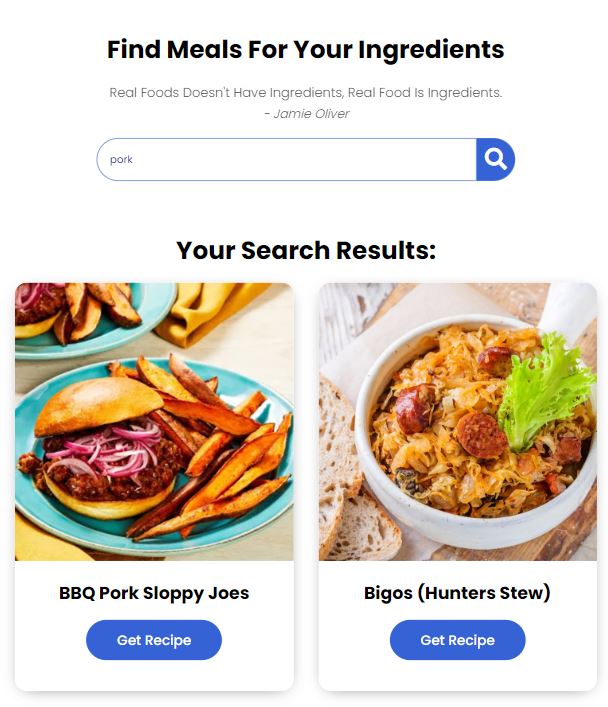 Find Meals For Your Ingredients
Real Foods Doesn't Have Ingredients, Real Food Is Ingredients.
- Jamie Oliver
pork
Your Search Results:
BBQ Pork Sloppy Joes
Get Recipe
Bigos (Hunters Stew)
Get Recipe